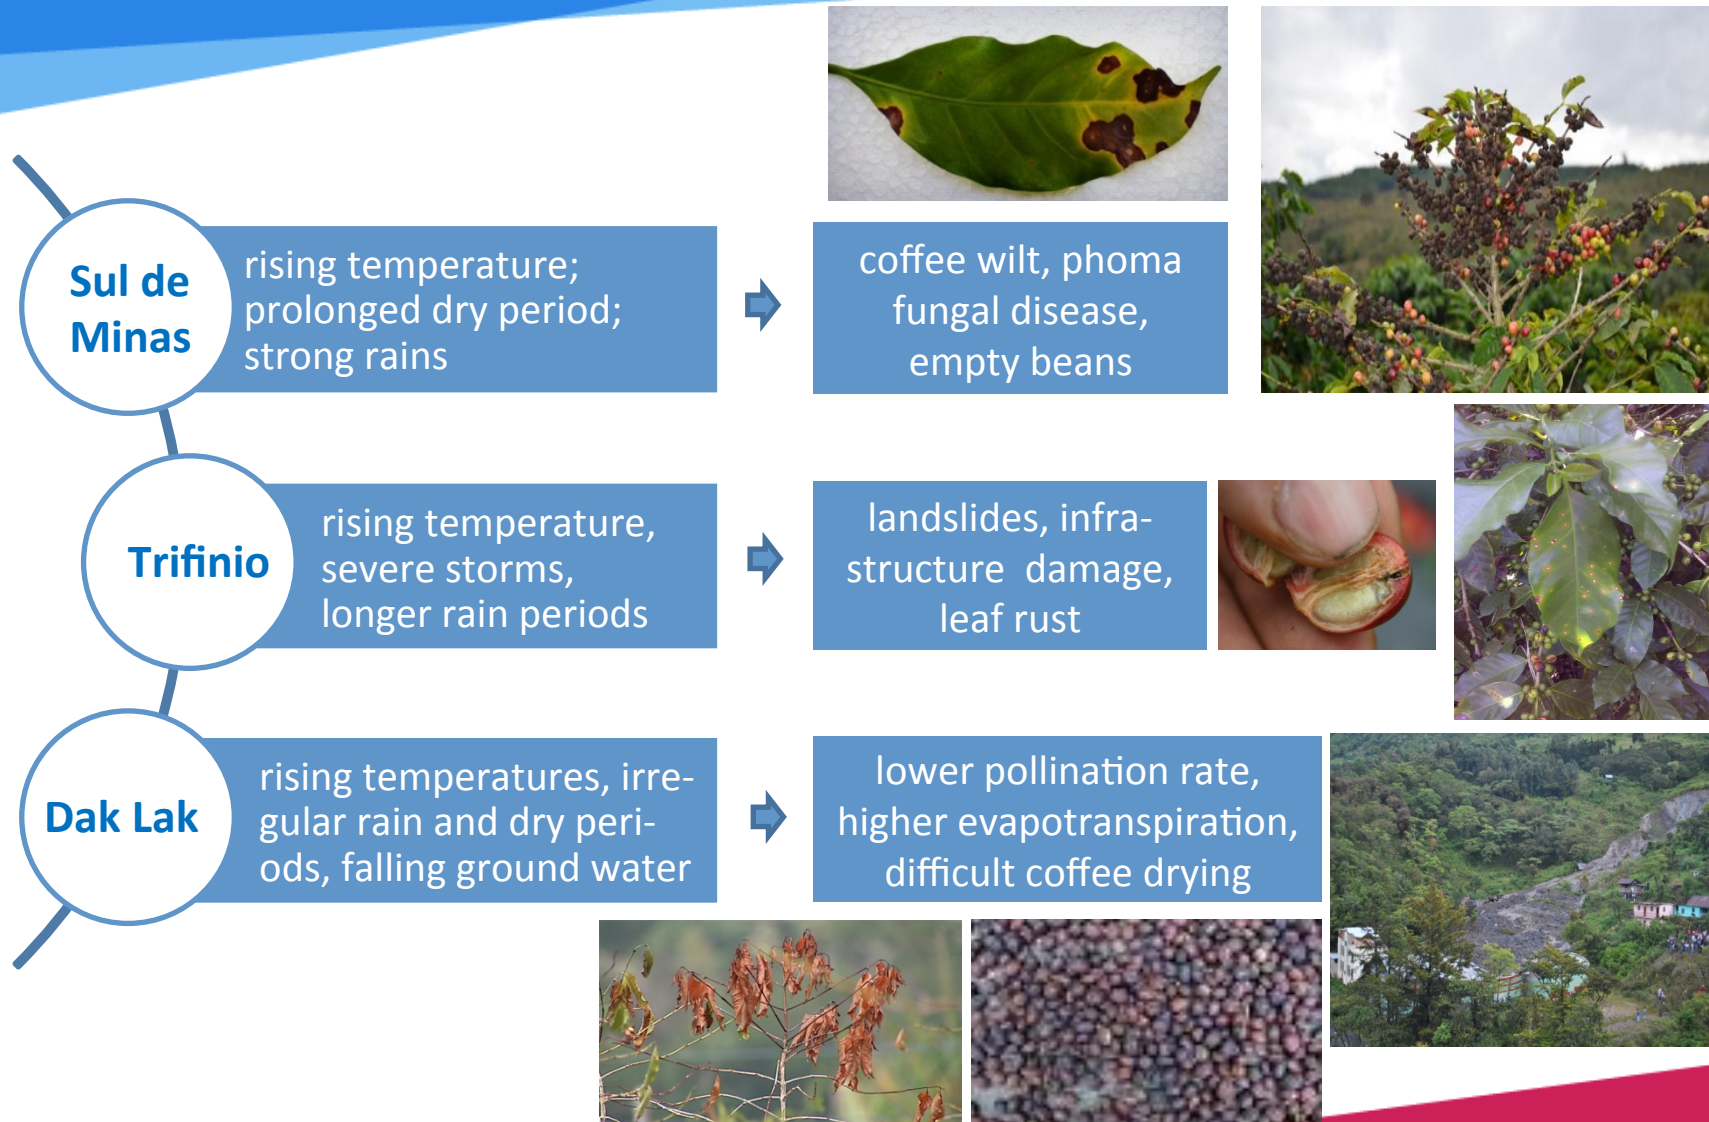 Sul de
Minas
rising temperature;
prolonged dry period;
strong rains
coffee wilt, phoma
fungal disease,
empty beans
Trifinio
rising temperature,
severe storms,
longer rain periods
landslides, infra-
structure damage,
leaf rust
Dak Lak
rising temperatures, irre-
gular rain and dry peri-
ods, falling ground water
lower pollination rate,
higher evapotranspiration,
difficult coffee drying